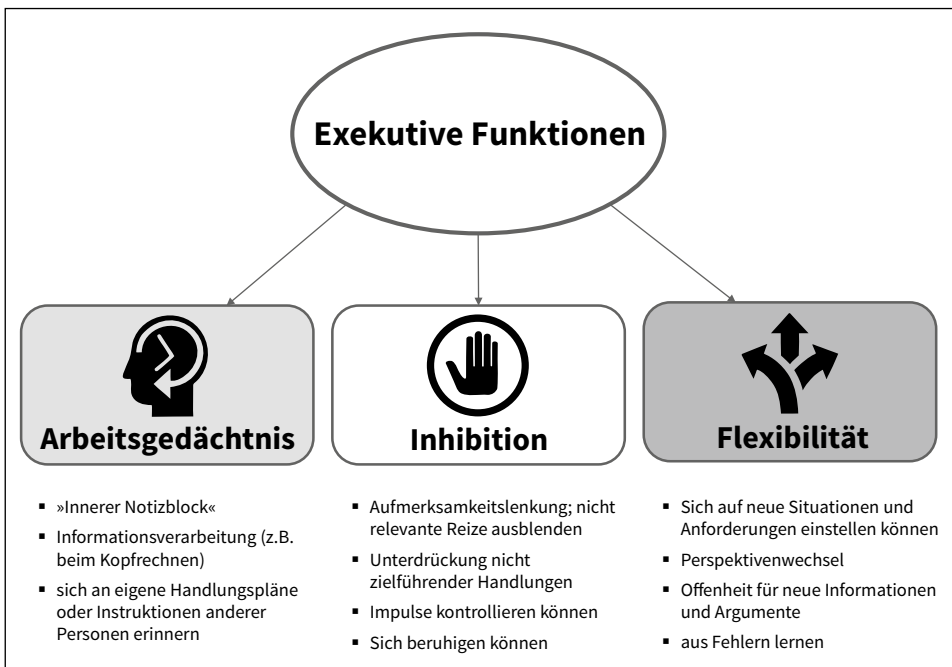 Exekutive Funktionen
Arbeitsgedächtnis
▪ »Innerer Notizblock«
▪ Informationsverarbeitung (z.B.
beim Kopfrechnen)
▪ sich an eigene Handlungspläne
oder Instruktionen anderer
Personen erinnern
Inhibition
▪ Aufmerksamkeitslenkung; nicht
relevante Reize ausblenden
▪ Unterdrückung nicht
zielführender Handlungen
▪ Impulse kontrollieren können
▪ Sich beruhigen können
Flexibilität
▪ Sich auf neue Situationen und
Anforderungen einstellen können
▪ Perspektivenwechsel
▪ Offenheit für neue Informationen
und Argumente
▪ aus Fehlern lernen